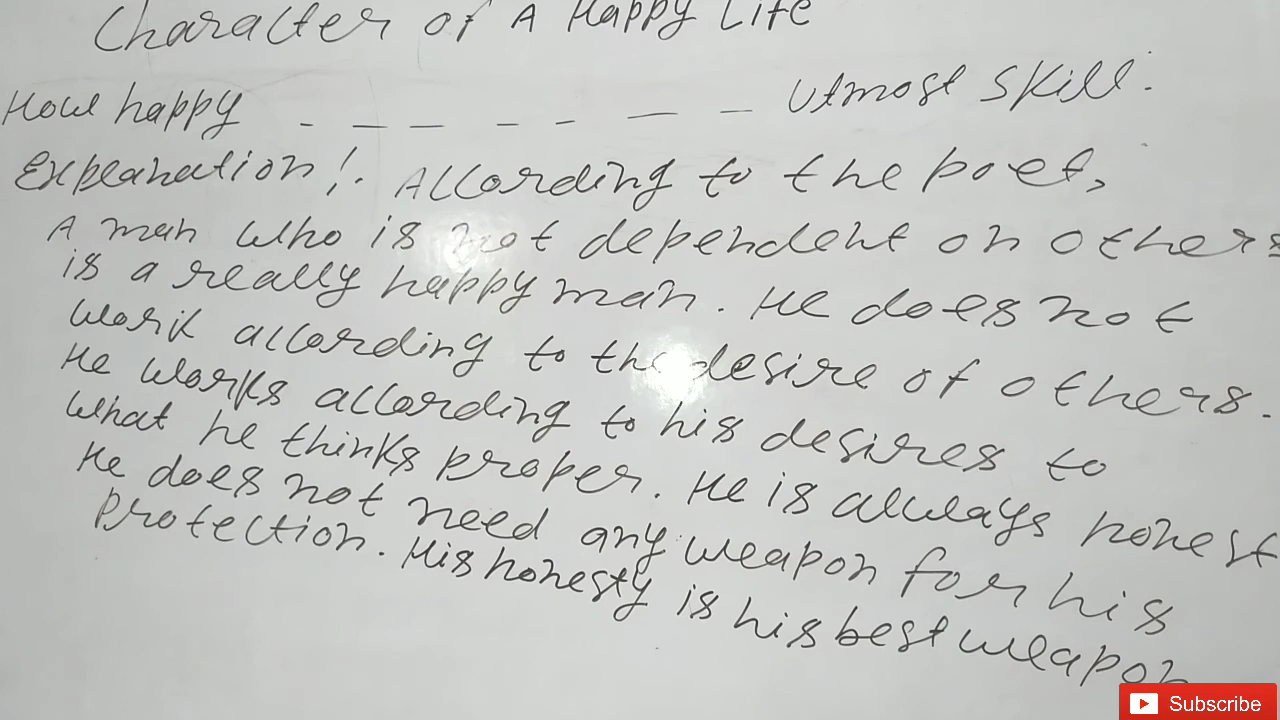 Character of A Happy Life
How happy - - - - - - - Utmost Skill.
Explanation!. According to the poet,
A man who is not dependent on others
is a really happy man. He does not
work according to the desire of others.
He works according to his desires to
what he thinks proper. He is always honest
He does not need any weapon for his
protection. His honesty is his best weapon
Subscribe